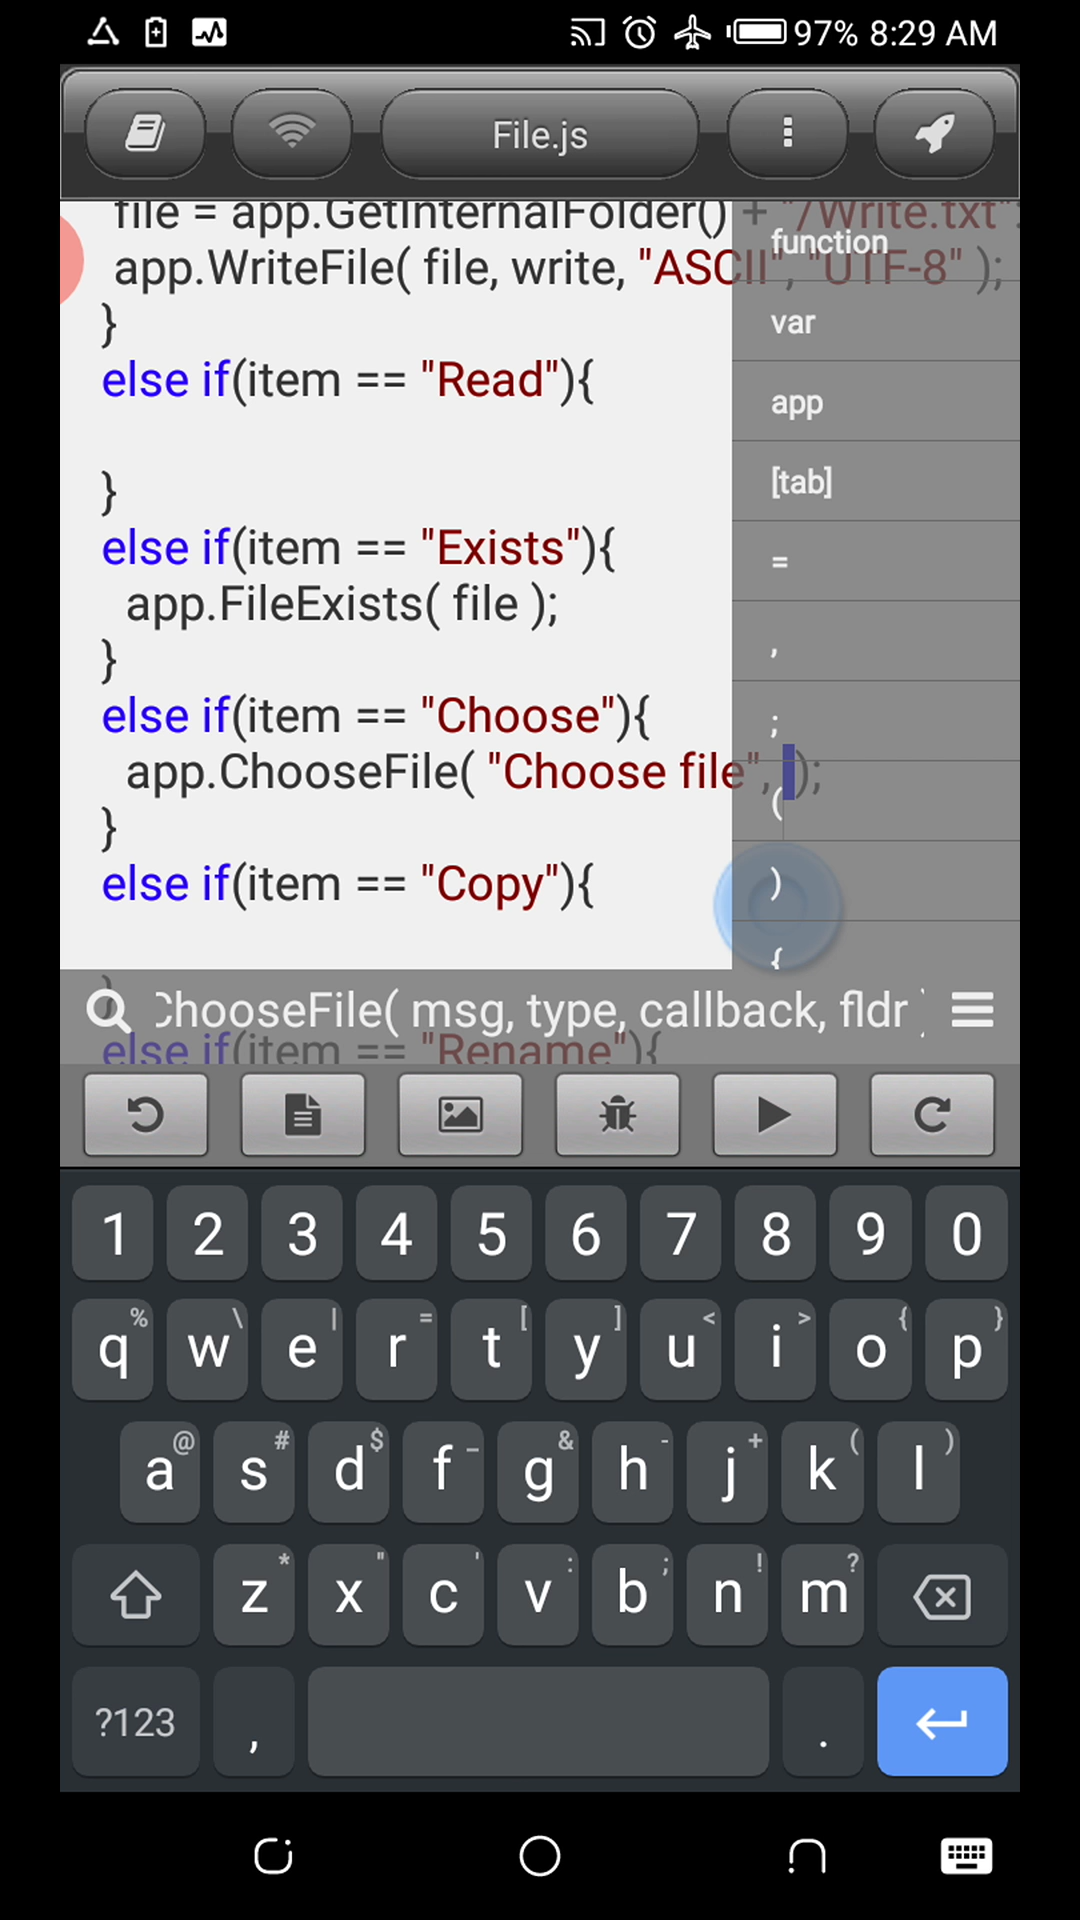 97% 8:29 AM
File.js
file = app.GetInternalFolder() + "/Write.txt"
app.WriteFile( file, write, "ASCII", "UTF-8" );
}
else if(item == "Read"){
}
else if(item == "Exists"){
app.FileExists( file );
}
else if(item == "Choose"){
app.ChooseFile( "Choose file", );
}
else if(item == "Copy"){
}
else if(item == "Rename"){
function
var
app
[tab]
=
,
;
(
)
{
ChooseFile( msg, type, callback, fldr )
1 2 3 4 5 6 7 8 9 0
% \ | = [ ] < > { }
q w e r t y u i o p
@ # $ _ & - + ( )
a s d f g h j k l
* " ' : ; ! ?
z x c v b n m
?123 , .